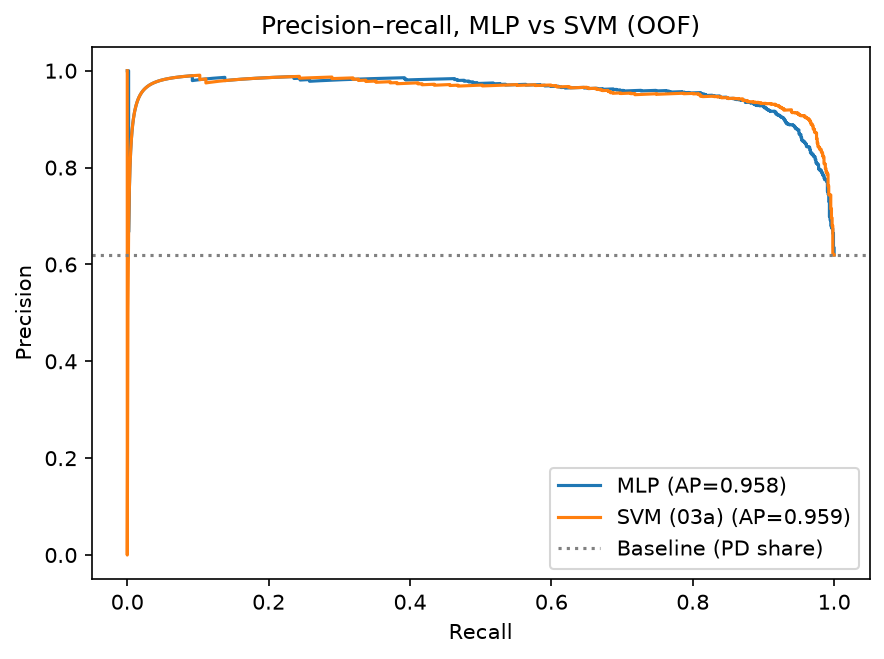 Precision–recall, MLP vs SVM (OOF)
Precision
1.0
0.8
0.6
0.4
0.2
0.0
MLP (AP=0.958)
SVM (03a) (AP=0.959)
Baseline (PD share)
0.0 0.2 0.4 0.6 0.8 1.0
Recall